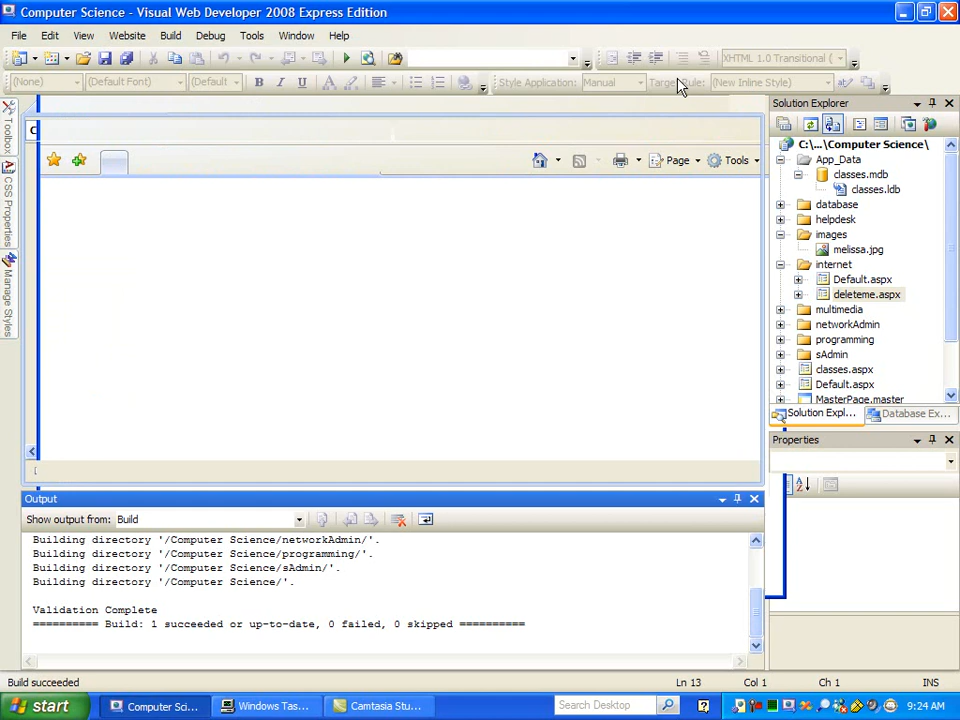 Computer Science - Visual Web Developer 2008 Express Edition
File Edit View Website Build Debug Tools Window Help
XHTML 1.0 Transitional (
(None) (Default Font) (Default B I U A Style Application: Manual Target Rule: (New Inline Style)
Toolbox
CSS Properties
Manage Styles
C
Page Tools
Solution Explorer
C:\...\Computer Science\
App_Data
classes.mdb
classes.ldb
database
helpdesk
images
melissa.jpg
internet
Default.aspx
deleteme.aspx
multimedia
networkAdmin
programming
sAdmin
classes.aspx
Default.aspx
MasterPage.master
Solution Expl... Database Ex...
Properties
Output
Show output from: Build
Building directory '/Computer Science/networkAdmin/'.
Building directory '/Computer Science/programming/'.
Building directory '/Computer Science/sAdmin/'.
Building directory '/Computer Science/'.
Validation Complete
========== Build: 1 succeeded or up-to-date, 0 failed, 0 skipped ==========
Build succeeded Ln 13 Col 1 Ch 1 INS
start Computer Sci... Windows Tas... Camtasia Stu... Search Desktop 9:24 AM